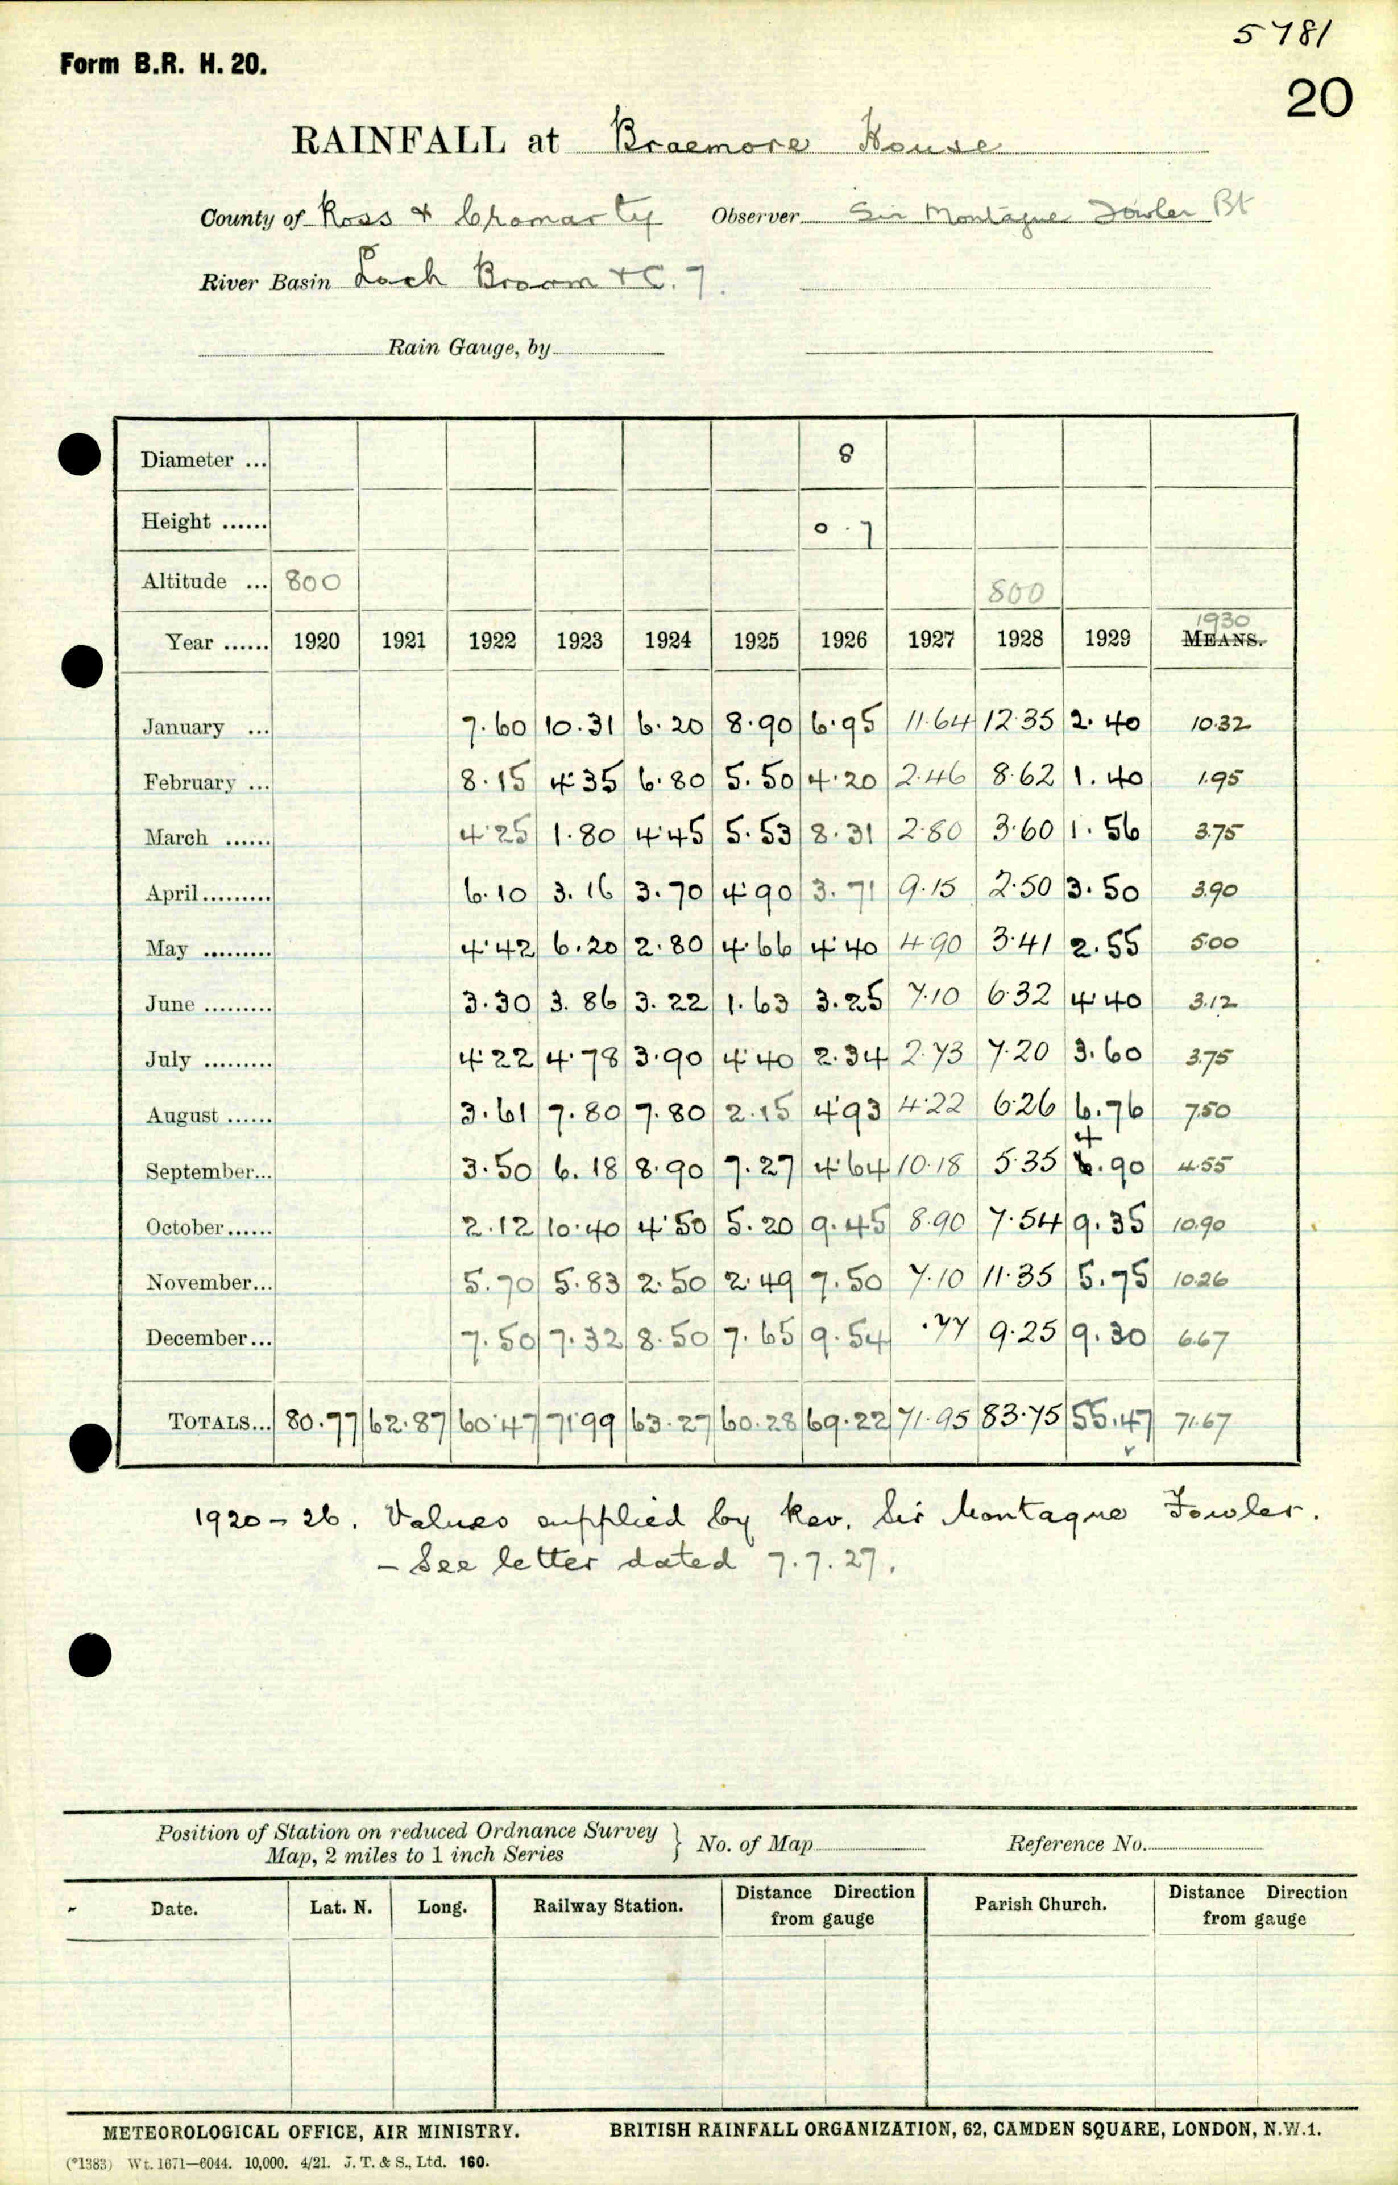 5781
Form B.R. H. 20.
20
RAINFALL at Braemore House
County of Ross & Cromarty Observer Sir Montague Fowler Bt
River Basin Loch Broom & C. 7.
Rain Gauge, by
Diameter ... 8
Height ...... 0.7
Altitude ... 800 800
1930
Year ...... 1920 1921 1922 1923 1924 1925 1926 1927 1928 1929 MEANS.
January ... 7.60 10.31 6.20 8.90 6.95 11.64 12.35 2.40 10.32
February ... 8.15 4.35 6.80 5.50 4.20 2.46 8.62 1.40 1.95
March ...... 4.25 1.80 4.45 5.53 8.31 2.80 3.60 1.56 3.75
April ......... 6.10 3.16 3.70 4.90 3.71 9.15 2.50 3.50 3.90
May ......... 4.42 6.20 2.80 4.66 4.40 4.90 3.41 2.55 5.00
June ......... 3.30 3.86 3.22 1.63 3.25 7.10 6.32 4.40 3.12
July ......... 4.22 4.78 3.90 4.40 2.34 2.73 7.20 3.60 3.75
August ...... 3.61 7.80 7.80 2.15 4.93 4.22 6.26 6.76 7.50
September... 3.50 6.18 8.90 7.27 4.64 10.18 5.35 4.90 4.55
October...... 2.12 10.40 4.50 5.20 9.45 8.90 7.54 9.35 10.90
November... 5.70 5.83 2.50 2.49 7.50 7.10 11.35 5.75 10.26
December... 7.50 7.32 8.50 7.65 9.54 .77 9.25 9.30 6.67
TOTALS... 80.77 62.87 60.47 71.99 63.27 60.28 69.22 71.95 83.75 55.47 71.67
1920-26. Values supplied by Rev. Sir Montague Fowler.
- See letter dated 7.7.27.
Position of Station on reduced Ordnance Survey
Map, 2 miles to 1 inch Series } No. of Map Reference No.
Date. Lat. N. Long. Railway Station. Distance Direction from gauge Parish Church. Distance Direction from gauge
METEOROLOGICAL OFFICE, AIR MINISTRY. BRITISH RAINFALL ORGANIZATION, 62, CAMDEN SQUARE, LONDON, N.W.1.
(*1383) Wt. 1671—6044. 10,000. 4/21. J. T. & S., Ltd. 160.